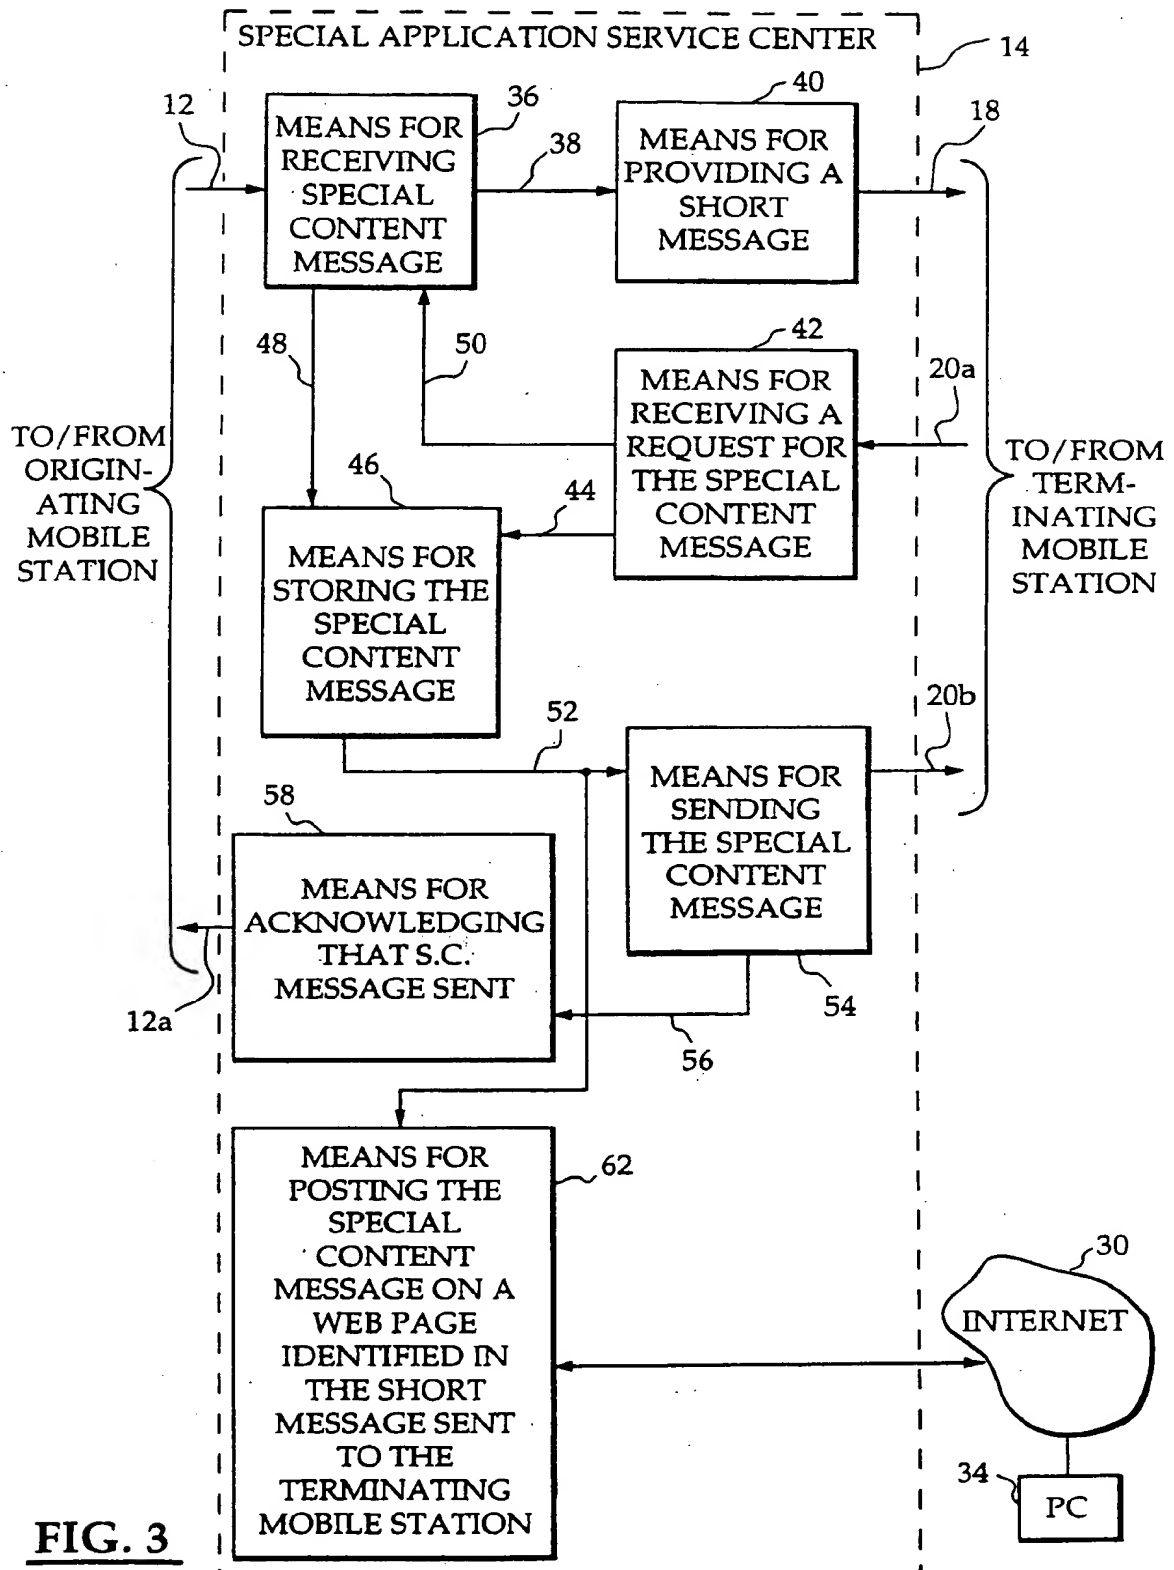 SPECIAL APPLICATION SERVICE CENTER
14
12
36
38
40
18
MEANS FOR
RECEIVING
SPECIAL
CONTENT
MESSAGE
MEANS FOR
PROVIDING A
SHORT
MESSAGE
48
50
42
20a
MEANS FOR
RECEIVING A
REQUEST FOR
THE SPECIAL
CONTENT
MESSAGE
TO/FROM
ORIGIN-
ATING
MOBILE
STATION
TO/FROM
TERM-
INATING
MOBILE
STATION
46
44
MEANS FOR
STORING THE
SPECIAL
CONTENT
MESSAGE
52
20b
MEANS FOR
SENDING
THE SPECIAL
CONTENT
MESSAGE
58
MEANS FOR
ACKNOWLEDGING
THAT S.C.
MESSAGE SENT
12a
56
54
MEANS FOR
POSTING THE
SPECIAL
CONTENT
MESSAGE ON A
WEB PAGE
IDENTIFIED IN
THE SHORT
MESSAGE SENT
TO THE
TERMINATING
MOBILE STATION
62
30
INTERNET
34
PC
FIG. 3